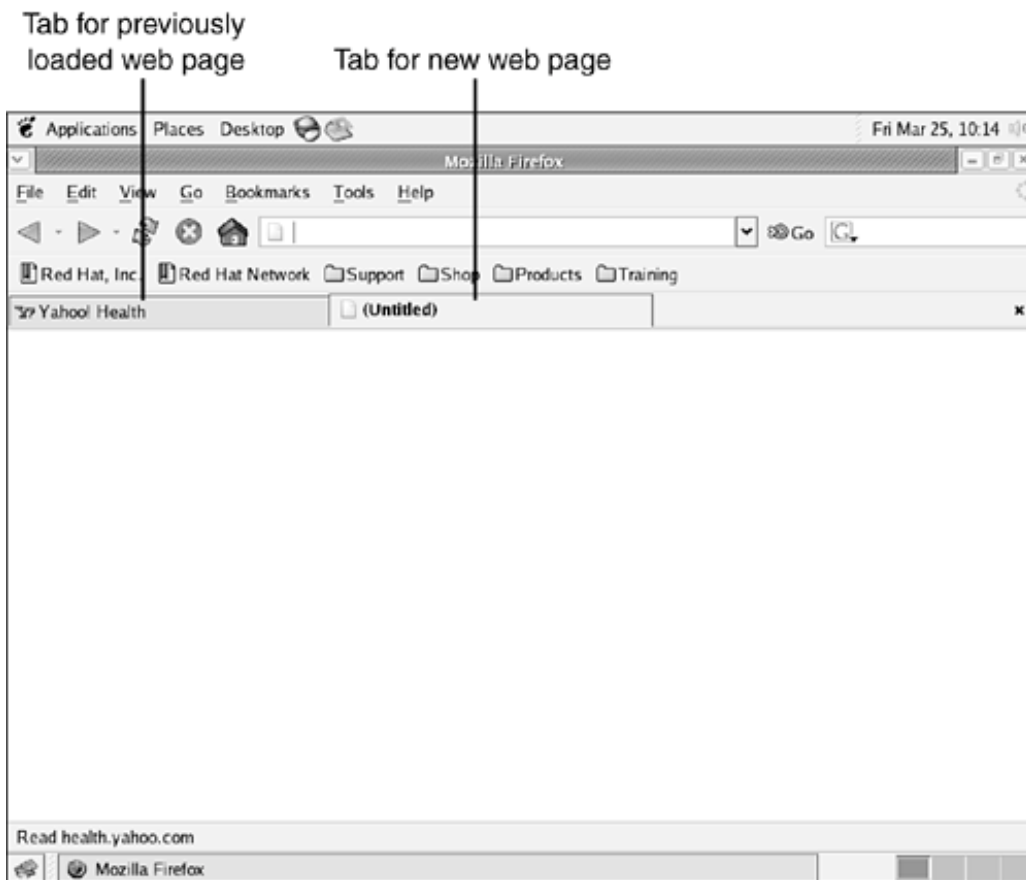 Tab for previously
loaded web page
Tab for new web page
Applications Places Desktop Fri Mar 25, 10:14
Mozilla Firefox
File Edit View Go Bookmarks Tools Help
Go G
Red Hat, Inc. Red Hat Network Support Shop Products Training
Yahoo! Health (Untitled)
Read health.yahoo.com
Mozilla Firefox